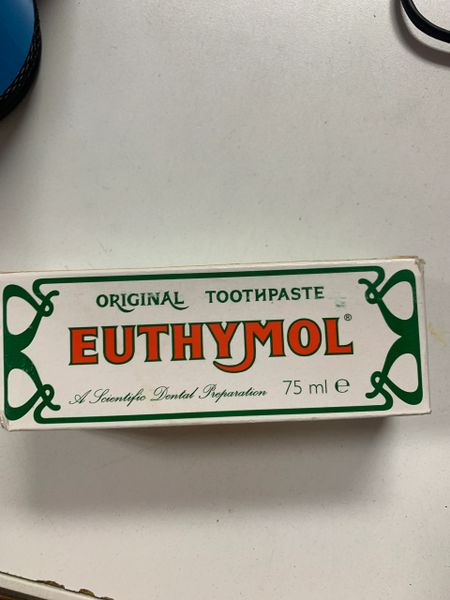 ORIGINAL TOOTHPASTE
EUTHYMOL®
A Scientific Dental Preparation 75 ml ℮